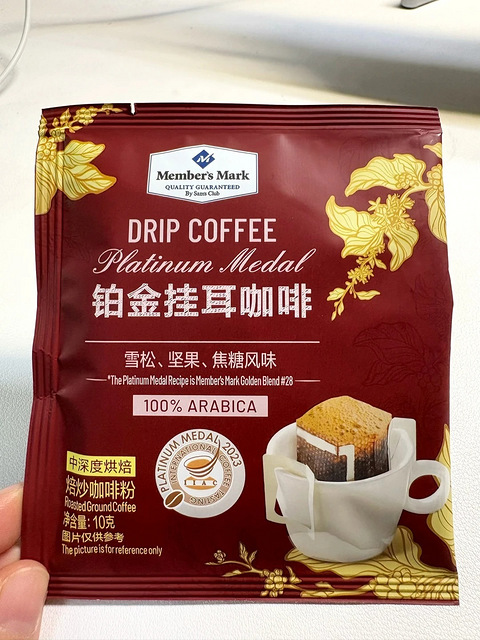 Member's Mark
QUALITY GUARANTEED
By Sam's Club
DRIP COFFEE
Platinum Medal
铂金挂耳咖啡
雪松、坚果、焦糖风味
*The Platinum Medal Recipe is Member's Mark Golden Blend #28
100% ARABICA
PLATINUM MEDAL 2023
INTERNATIONAL COFFEE TASTING
IIAC
中深度烘焙
焙炒咖啡粉
Roasted Ground Coffee
净含量: 10克
图片仅供参考
The picture is for reference only